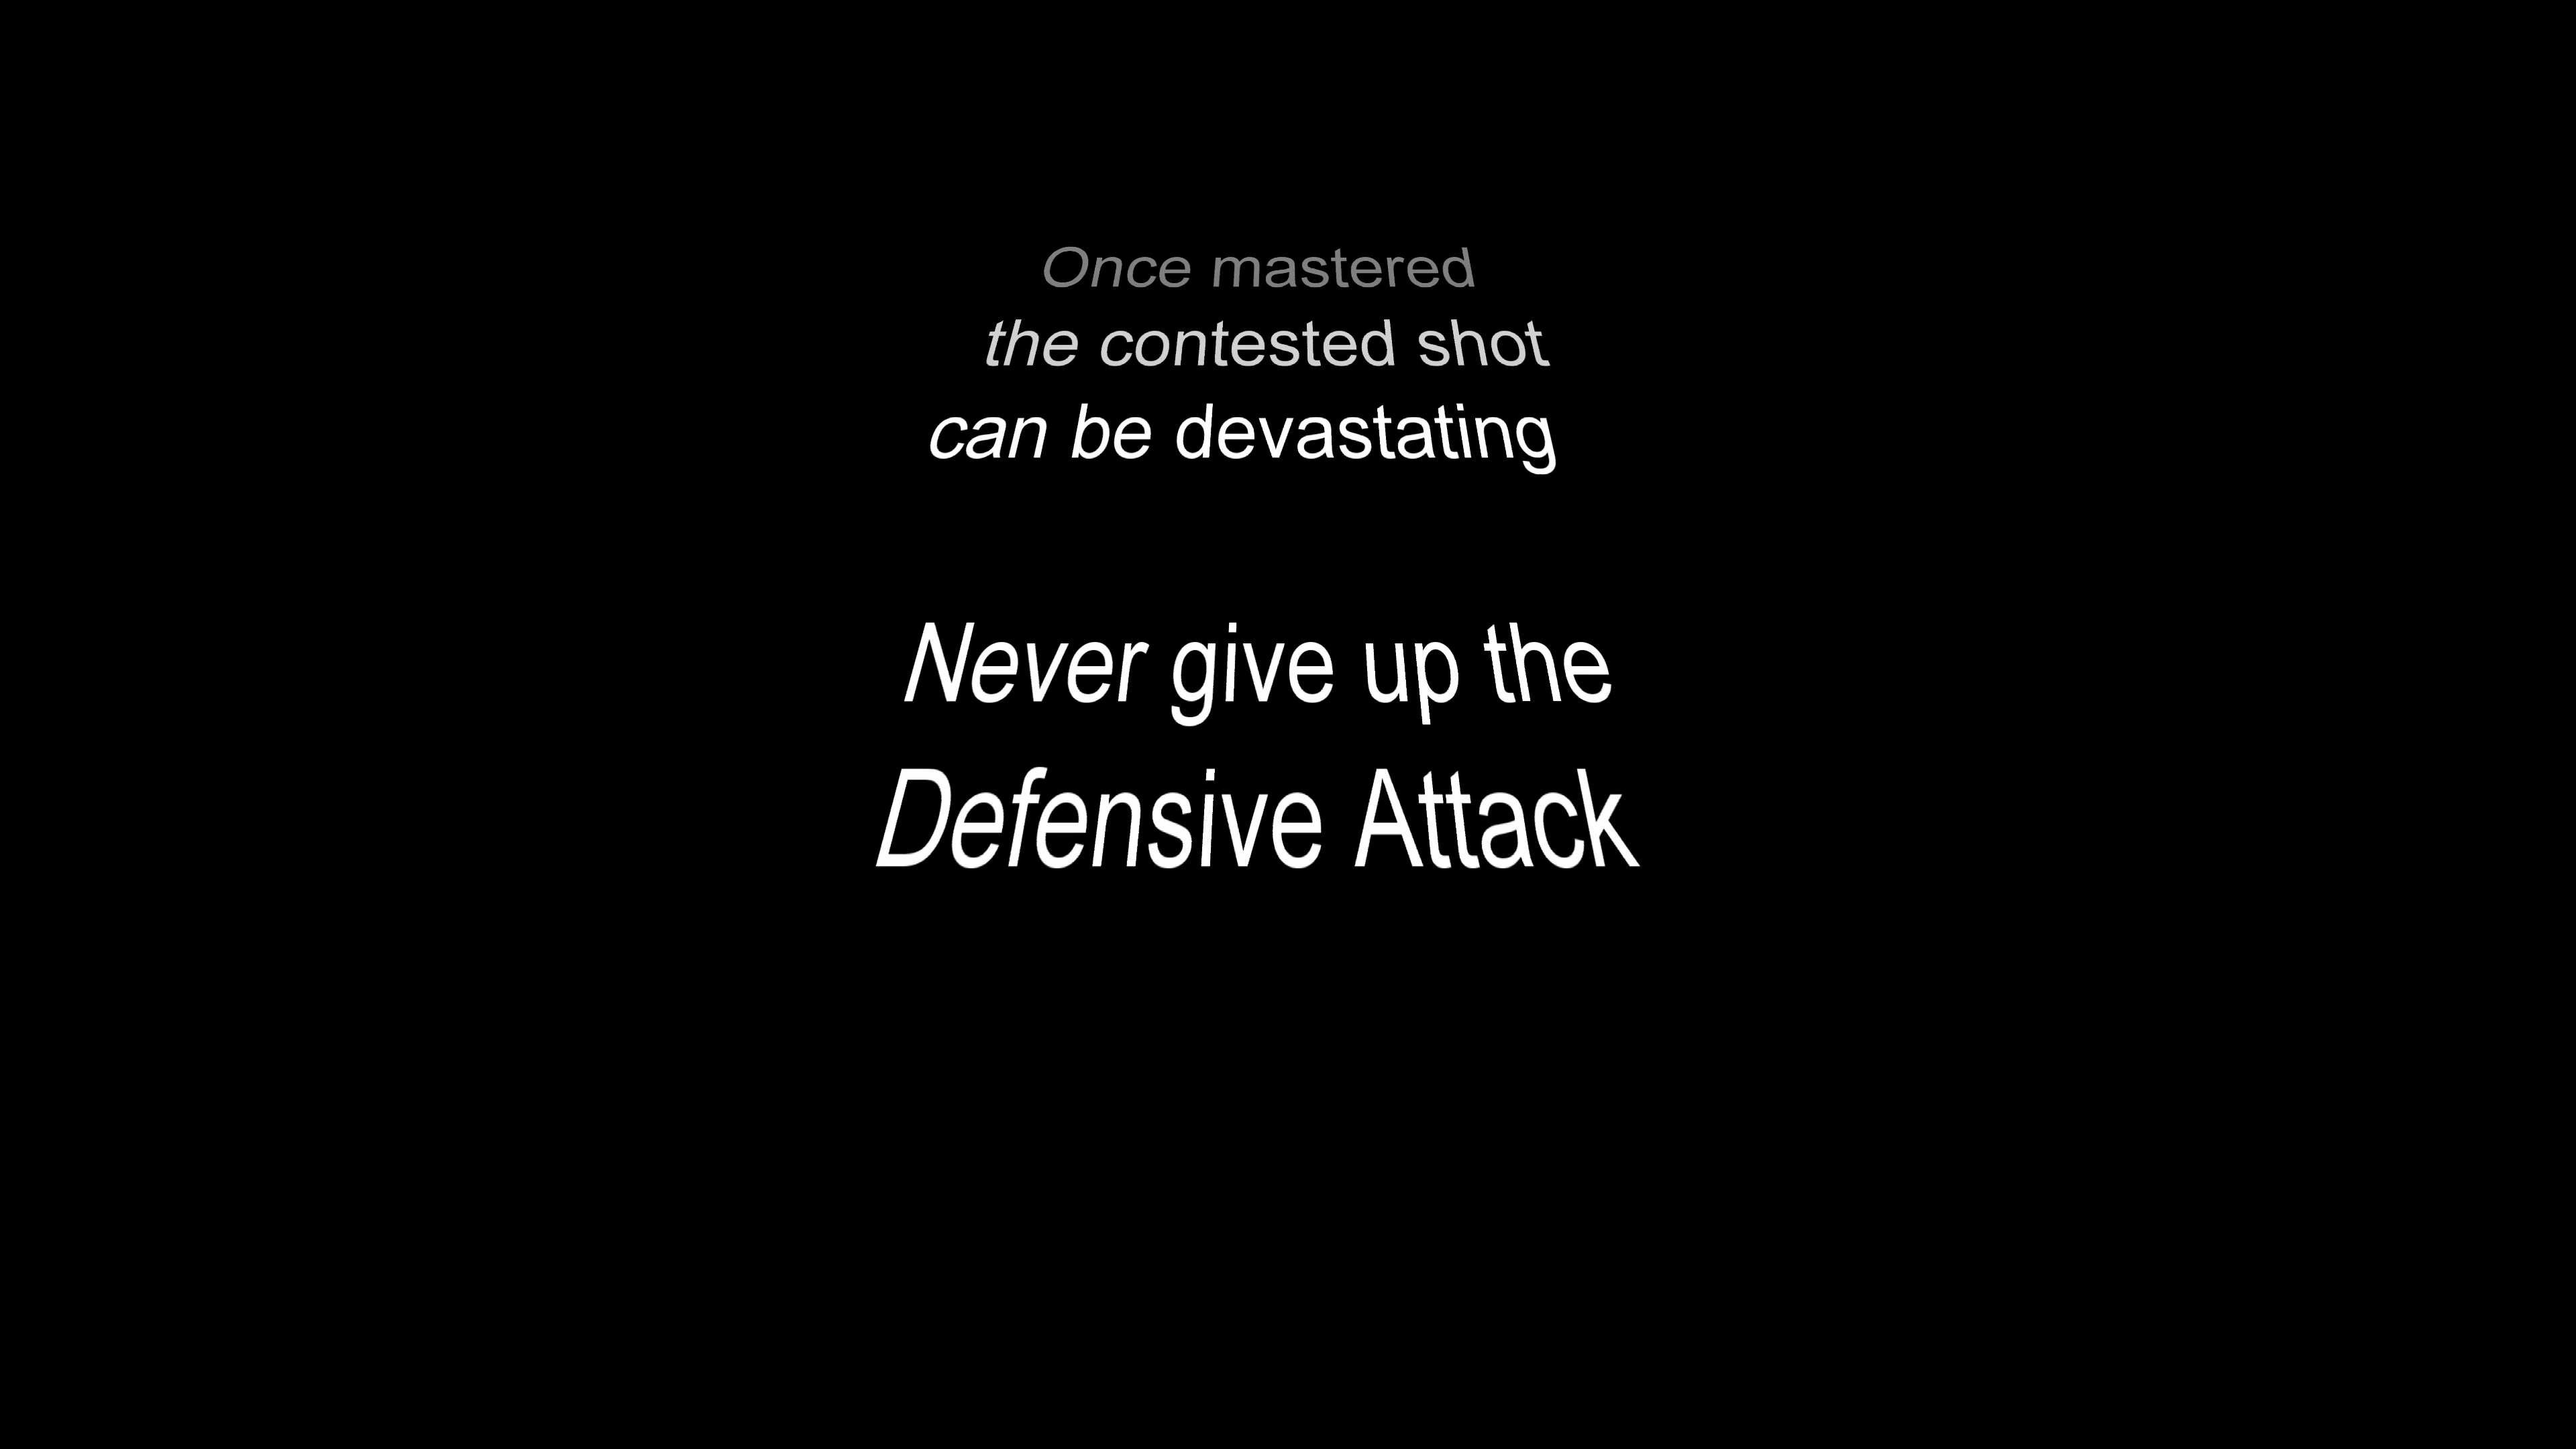 Once mastered
the contested shot
can be devastating
Never give up the
Defensive Attack